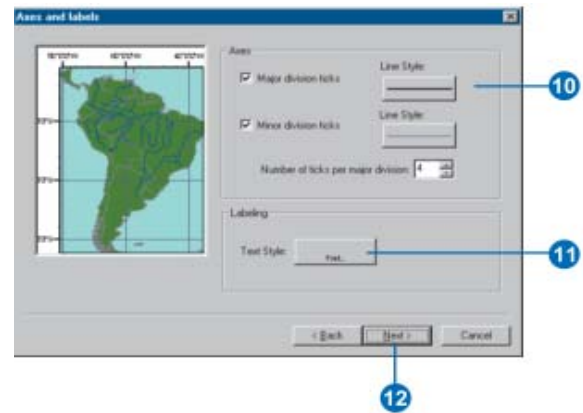 Axes and labels
Axes
Major division ticks
Line Style:
10
Minor division ticks
Line Style:
Number of ticks per major division: 4
Labeling
Text Style:
Font...
11
< Back
Next >
Cancel
12